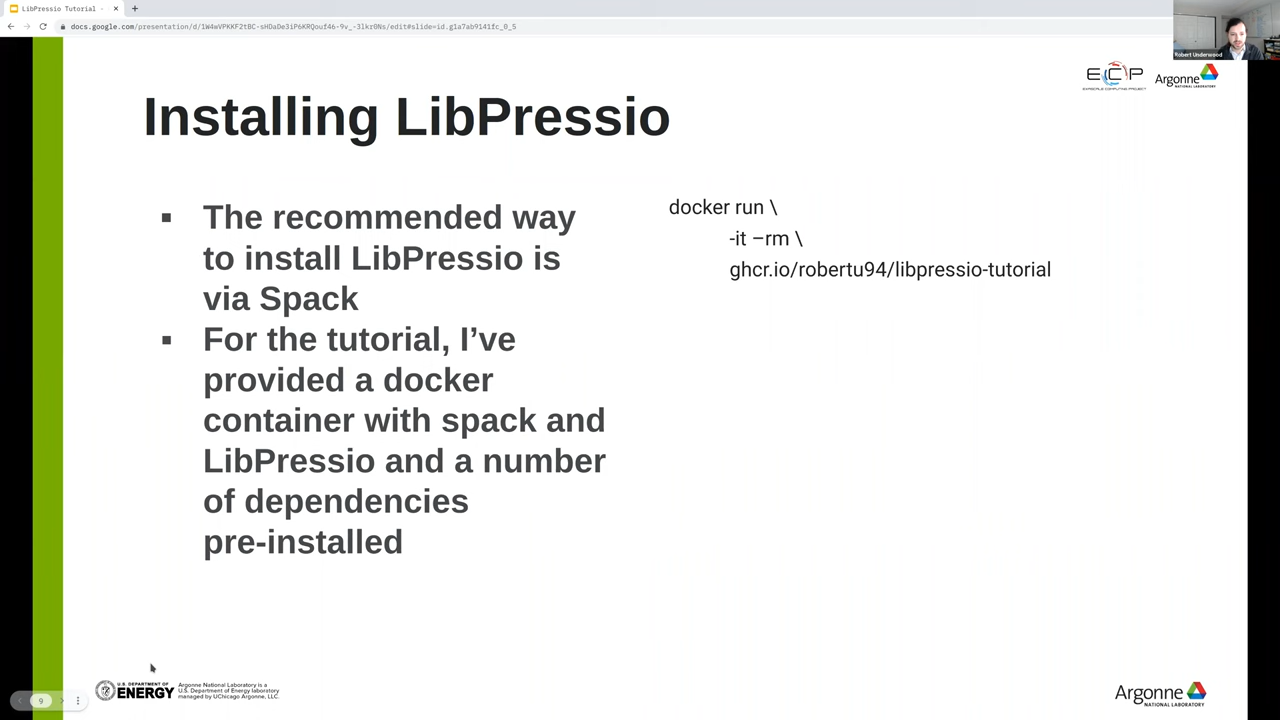 LibPressio Tutorial -
docs.google.com/presentation/d/1W4wVPKKF2tBC-sHDaDe3iP6KRQouf46-9v_-3lkr0Ns/edit#slide=id.g1a7ab9141fc_0_5
Robert Underwood
ECP
EXASCALE COMPUTING PROJECT
Argonne
NATIONAL LABORATORY
Installing LibPressio
▪ The recommended way
to install LibPressio is
via Spack
▪ For the tutorial, I’ve
provided a docker
container with spack and
LibPressio and a number
of dependencies
pre-installed
docker run \
-it –rm \
ghcr.io/robertu94/libpressio-tutorial
9
U.S. DEPARTMENT OF
ENERGY
Argonne National Laboratory is a
U.S. Department of Energy laboratory
managed by UChicago Argonne, LLC.
Argonne
NATIONAL LABORATORY